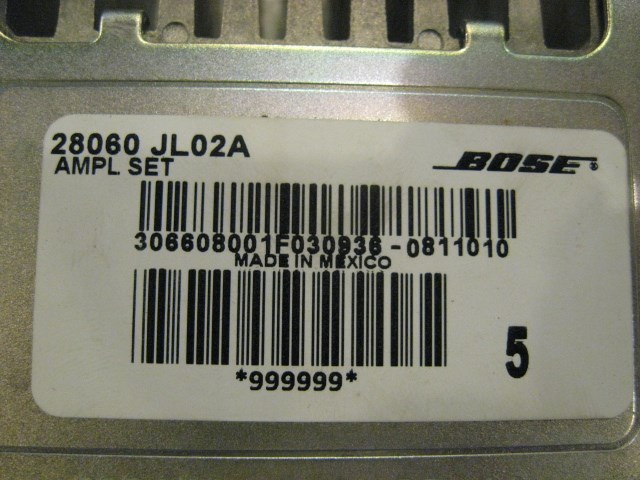 28060 JL02A
AMPL SET
BOSE®
306608001F030936-0811010
MADE IN MEXICO
*999999*
5